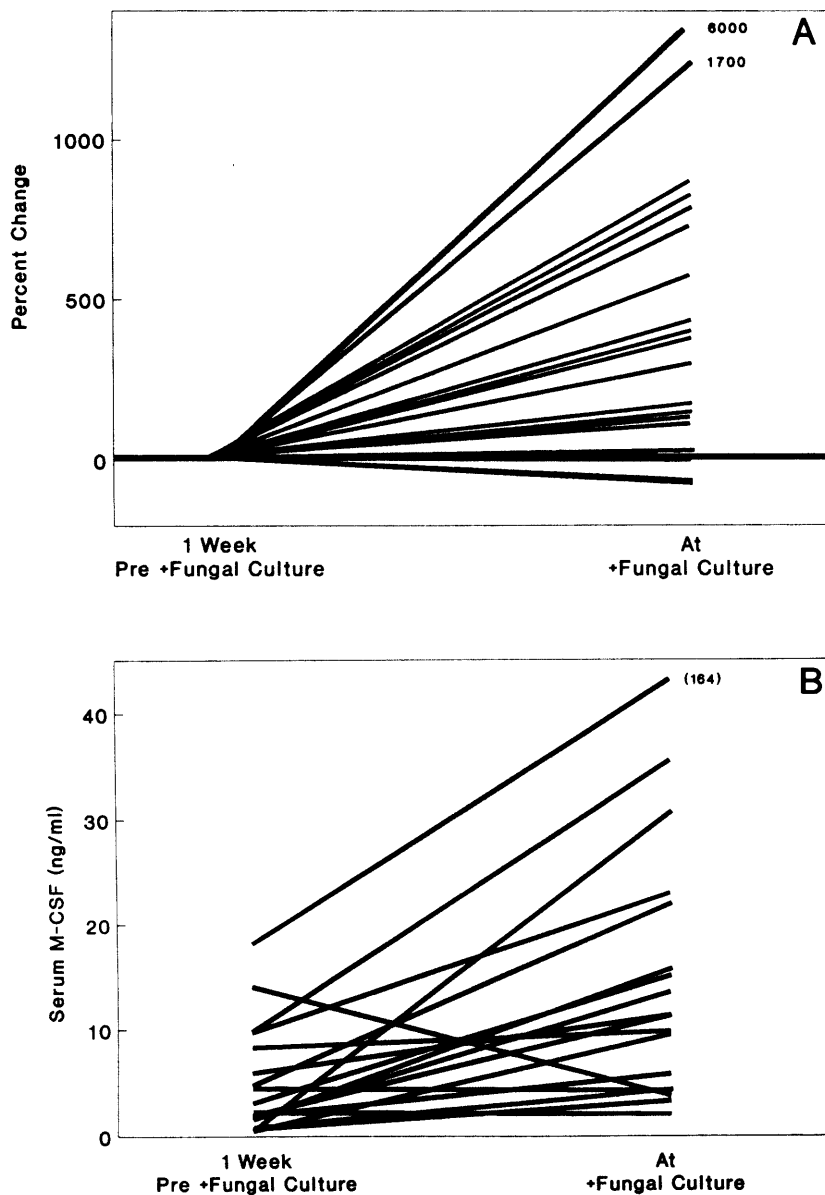 A
6000
1700
1000
500
0
Percent Change
1 Week
Pre +Fungal Culture
At
+Fungal Culture
B
(164)
40
30
20
10
0
Serum M-CSF (ng/ml)
1 Week
Pre +Fungal Culture
At
+Fungal Culture